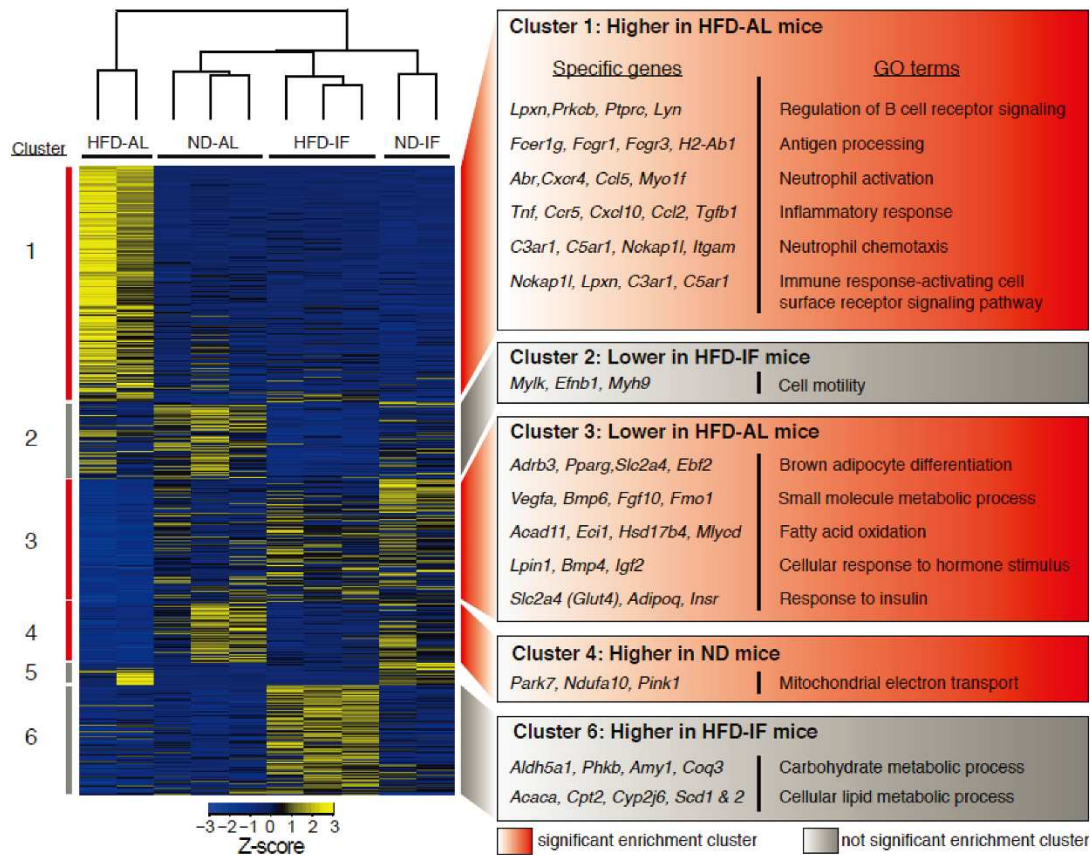 Cluster
HFD-AL ND-AL HFD-IF ND-IF
1
2
3
4
5
6
−3 −2 −1 0 1 2 3
Z-score
Cluster 1: Higher in HFD-AL mice
Specific genes GO terms
Lpxn,Prkcb, Ptprc, Lyn Regulation of B cell receptor signaling
Fcer1g, Fcgr1, Fcgr3, H2-Ab1 Antigen processing
Abr,Cxcr4, Ccl5, Myo1f Neutrophil activation
Tnf, Ccr5, Cxcl10, Ccl2, Tgfb1 Inflammatory response
C3ar1, C5ar1, Nckap1l, Itgam Neutrophil chemotaxis
Nckap1l, Lpxn, C3ar1, C5ar1 Immune response-activating cell
surface receptor signaling pathway
Cluster 2: Lower in HFD-IF mice
Mylk, Efnb1, Myh9 Cell motility
Cluster 3: Lower in HFD-AL mice
Adrb3, Pparg,Slc2a4, Ebf2 Brown adipocyte differentiation
Vegfa, Bmp6, Fgf10, Fmo1 Small molecule metabolic process
Acad11, Eci1, Hsd17b4, Mlycd Fatty acid oxidation
Lpin1, Bmp4, Igf2 Cellular response to hormone stimulus
Slc2a4 (Glut4), Adipoq, Insr Response to insulin
Cluster 4: Higher in ND mice
Park7, Ndufa10, Pink1 Mitochondrial electron transport
Cluster 6: Higher in HFD-IF mice
Aldh5a1, Phkb, Amy1, Coq3 Carbohydrate metabolic process
Acaca, Cpt2, Cyp2j6, Scd1 & 2 Cellular lipid metabolic process
significant enrichment cluster not significant enrichment cluster